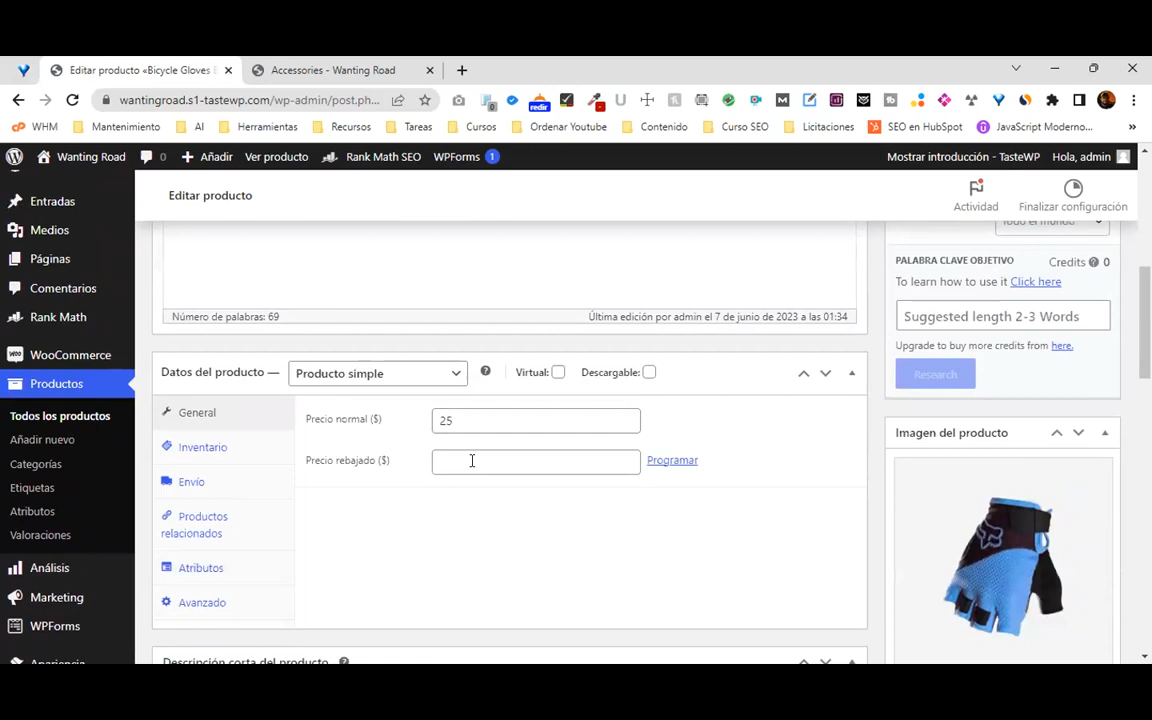 Editar producto «Bicycle Gloves
Accessories - Wanting Road
wantingroad.s1-tastewp.com/wp-admin/post.ph...
0
redir
WHM
Mantenimiento
AI
Herramientas
Recursos
Tareas
Cursos
Ordenar Youtube
Contenido
Curso SEO
Licitaciones
SEO en HubSpot
JavaScript Moderno...
Wanting Road
0
Añadir
Ver producto
Rank Math SEO
WPForms 1
Mostrar introducción - TasteWP
Hola, admin
Entradas
Medios
Páginas
Comentarios
Rank Math
WooCommerce
Productos
Todos los productos
Añadir nuevo
Categorías
Etiquetas
Atributos
Valoraciones
Análisis
Marketing
WPForms
Apariencia
Editar producto
Actividad
Finalizar configuración
Número de palabras: 69
Última edición por admin el 7 de junio de 2023 a las 01:34
Datos del producto —
Producto simple
Virtual:
Descargable:
General
Inventario
Envío
Productos
relacionados
Atributos
Avanzado
Precio normal ($)
25
Precio rebajado ($)
Programar
Descripción corta del producto
Todo el mundo
PALABRA CLAVE OBJETIVO
Credits 0
To learn how to use it Click here
Suggested length 2-3 Words
Upgrade to buy more credits from here.
Research
Imagen del producto